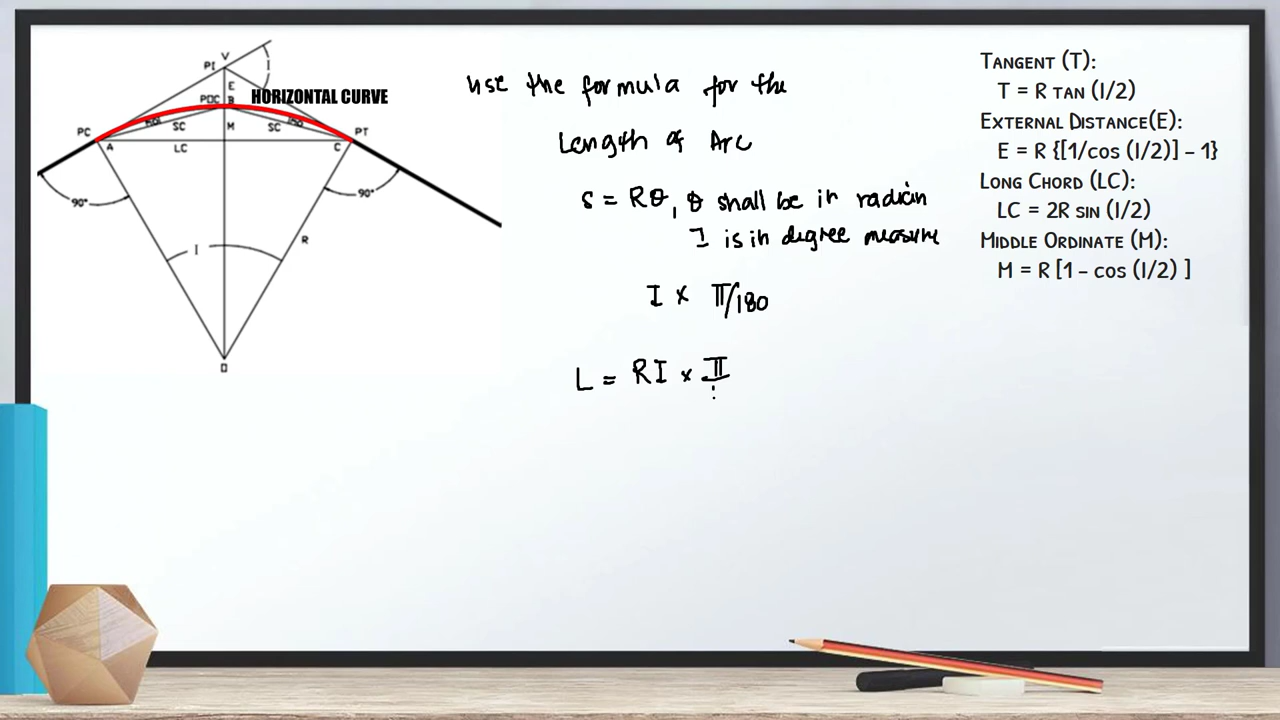 V
PI
I
E
POC
B
HORIZONTAL CURVE
PC
SC
M
SC
PT
A
LC
C
90°
90°
I
R
O
use the formula for the
Length of Arc
s = Rθ, θ shall be in radian
I is in degree measure
I × π/180
L = RI × π
TANGENT (T):
T = R TAN (I/2)
EXTERNAL DISTANCE(E):
E = R {[1/cos (I/2)] - 1}
LONG CHORD (LC):
LC = 2R SIN (I/2)
MIDDLE ORDINATE (M):
M = R [1 - cos (I/2) ]